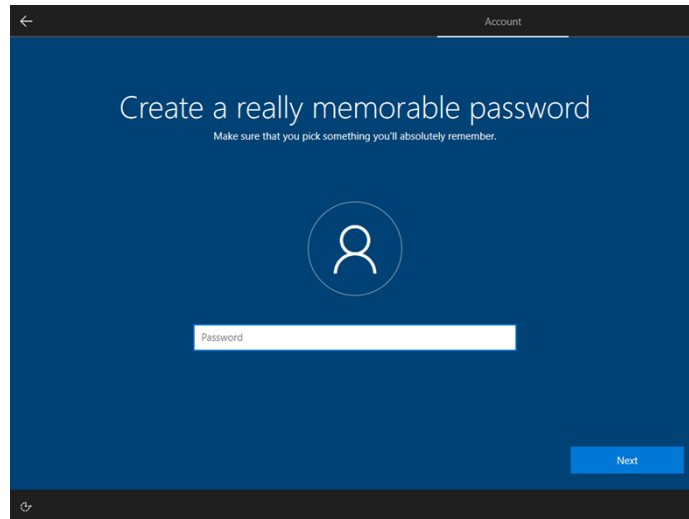 Account
Create a really memorable password
Make sure that you pick something you'll absolutely remember.
Password
Next